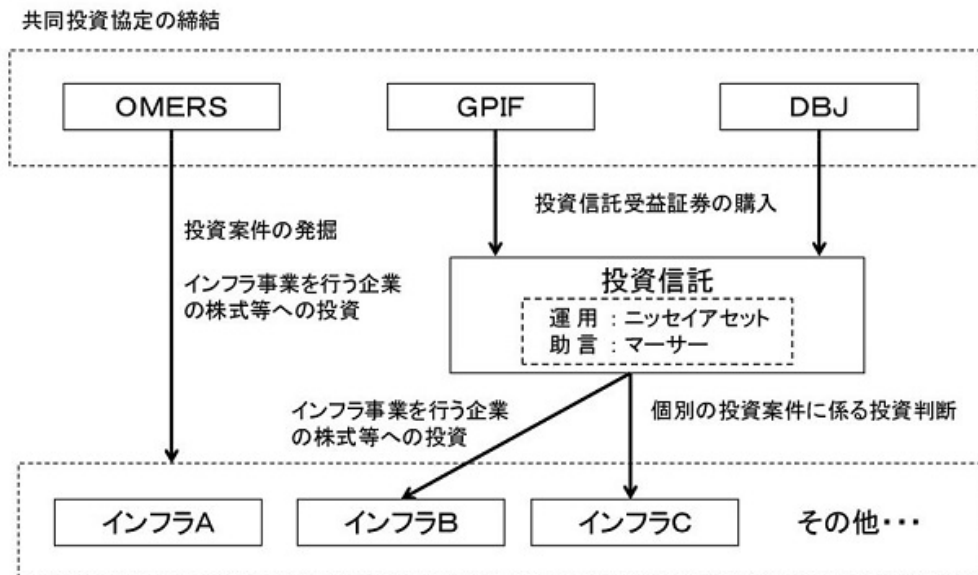 共同投資協定の締結
OMERS
GPIF
DBJ
投資信託受益証券の購入
投資案件の発掘
インフラ事業を行う企業
の株式等への投資
投資信託
運 用 : ニッセイアセット
助 言 : マーサー
インフラ事業を行う企業
の株式等への投資
個別の投資案件に係る投資判断
インフラA
インフラB
インフラC
その他・・・